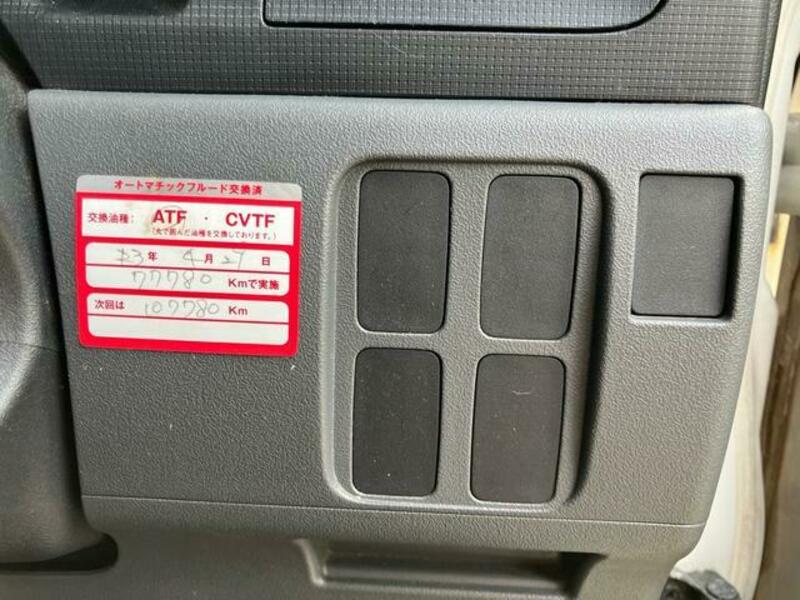 オートマチックフルード交換済
交換油種： ATF ・ CVTF
(丸で囲んだ油種を交換しております。)
年 4 月 27 日
77780 Kmで実施
次回は 107780 Km